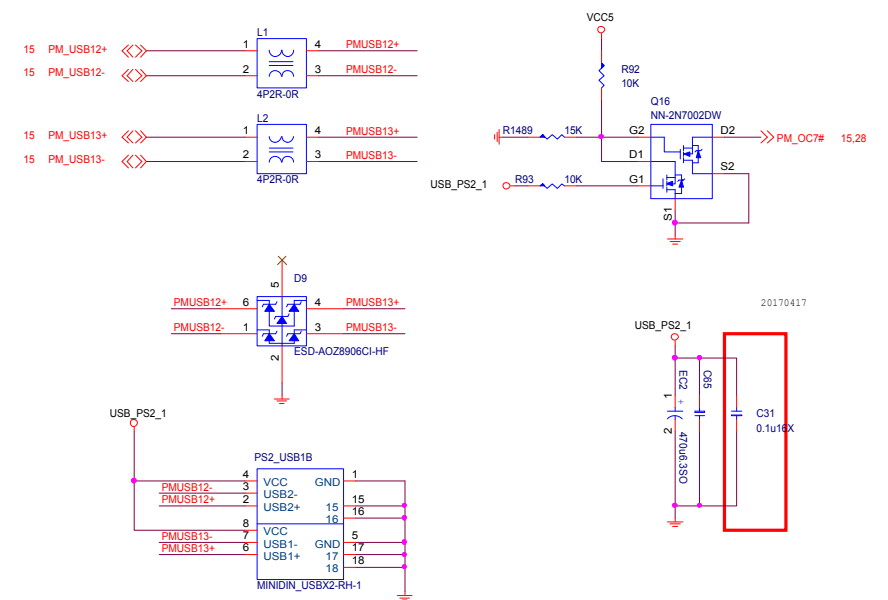 L1
15 PM_USB12+ 1 4 PMUSB12+
15 PM_USB12- 2 3 PMUSB12-
4P2R-0R
L2
15 PM_USB13+ 1 4 PMUSB13+
15 PM_USB13- 2 3 PMUSB13-
4P2R-0R
VCC5
R92
10K
Q16
NN-2N7002DW
R1489 15K G2 D2 PM_OC7# 15,28
D1 S2
USB_PS2_1 R93 10K G1
S1
D9
5
PMUSB12+ 6 4 PMUSB13+
PMUSB12- 1 3 PMUSB13-
ESD-AOZ8906CI-HF
2
20170417
USB_PS2_1
1 EC2 + C65
2 470u6.3SO
C31
0.1u16X
USB_PS2_1
PS2_USB1B
4 VCC GND 1
PMUSB12- 3 USB2-
PMUSB12+ 2 USB2+ 15 15
16 16
8 VCC
PMUSB13- 7 USB1- GND 5
PMUSB13+ 6 USB1+ 17 17
18 18
MINIDIN_USBX2-RH-1